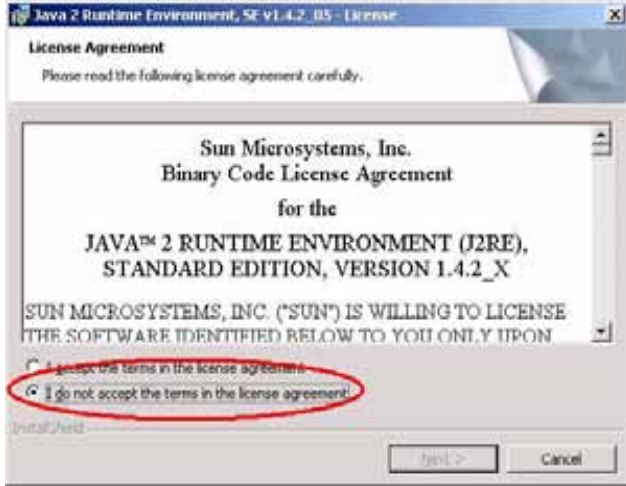 Java 2 Runtime Environment, SE v1.4.2_05 - License
License Agreement
Please read the following license agreement carefully.
Sun Microsystems, Inc.
Binary Code License Agreement
for the
JAVA™ 2 RUNTIME ENVIRONMENT (J2RE),
STANDARD EDITION, VERSION 1.4.2_X
SUN MICROSYSTEMS, INC. ("SUN") IS WILLING TO LICENSE
THE SOFTWARE IDENTIFIED BELOW TO YOU ONLY UPON
I accept the terms in the license agreement
I do not accept the terms in the license agreement
InstallShield
Next >
Cancel